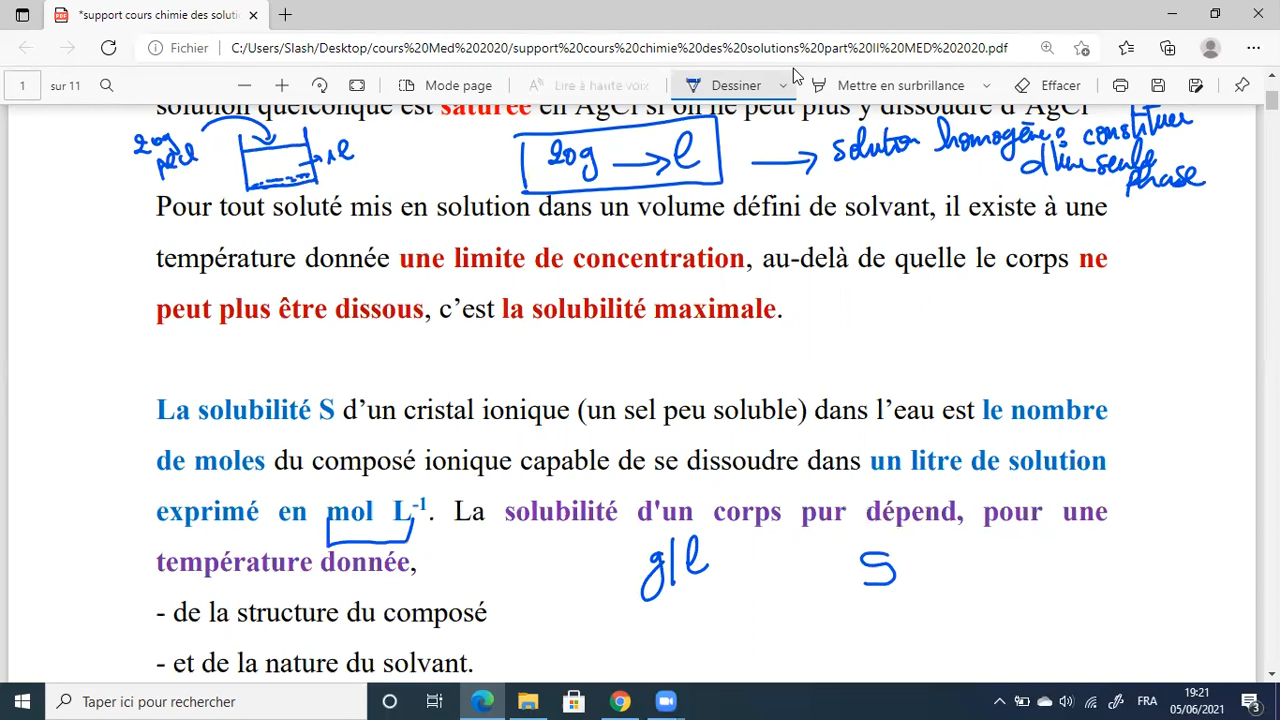 *support cours chimie des soluti
Fichier C:/Users/Slash/Desktop/cours%20Med%202020/support%20cours%20chimie%20des%20solutions%20part%20II%20MED%202020.pdf
1 sur 11 Mode page Lire à haute voix Dessiner Mettre en surbrillance Effacer
solution quelconque est saturée en AgCl si on ne peut plus y dissoudre d'AgCl
20g 1l
20g → l → solution homogène constituer
d'une seule
phase
Pour tout soluté mis en solution dans un volume défini de solvant, il existe à une
température donnée une limite de concentration, au-delà de quelle le corps ne
peut plus être dissous, c'est la solubilité maximale.
La solubilité S d'un cristal ionique (un sel peu soluble) dans l'eau est le nombre
de moles du composé ionique capable de se dissoudre dans un litre de solution
exprimé en mol L⁻¹. La solubilité d'un corps pur dépend, pour une
température donnée,
g/l S
- de la structure du composé
- et de la nature du solvant.
Taper ici pour rechercher
FRA
19:21
05/06/2021
3